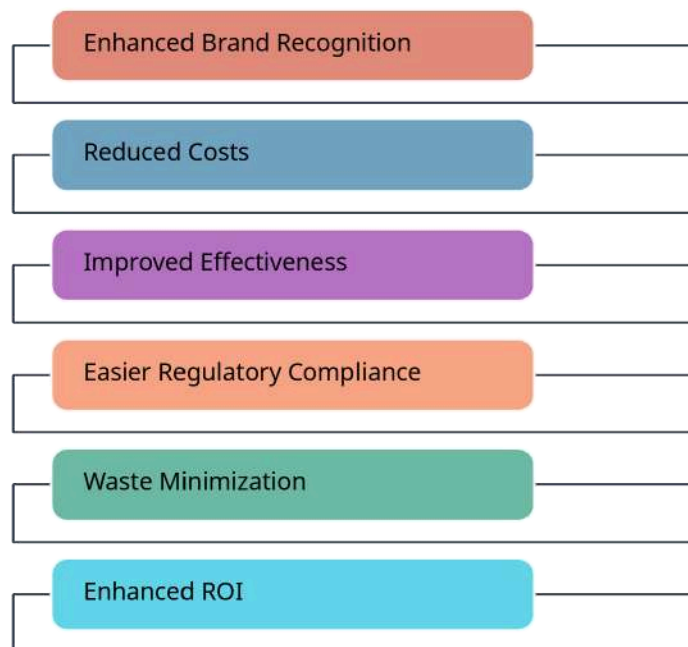 Enhanced Brand Recognition
Reduced Costs
Improved Effectiveness
Easier Regulatory Compliance
Waste Minimization
Enhanced ROI